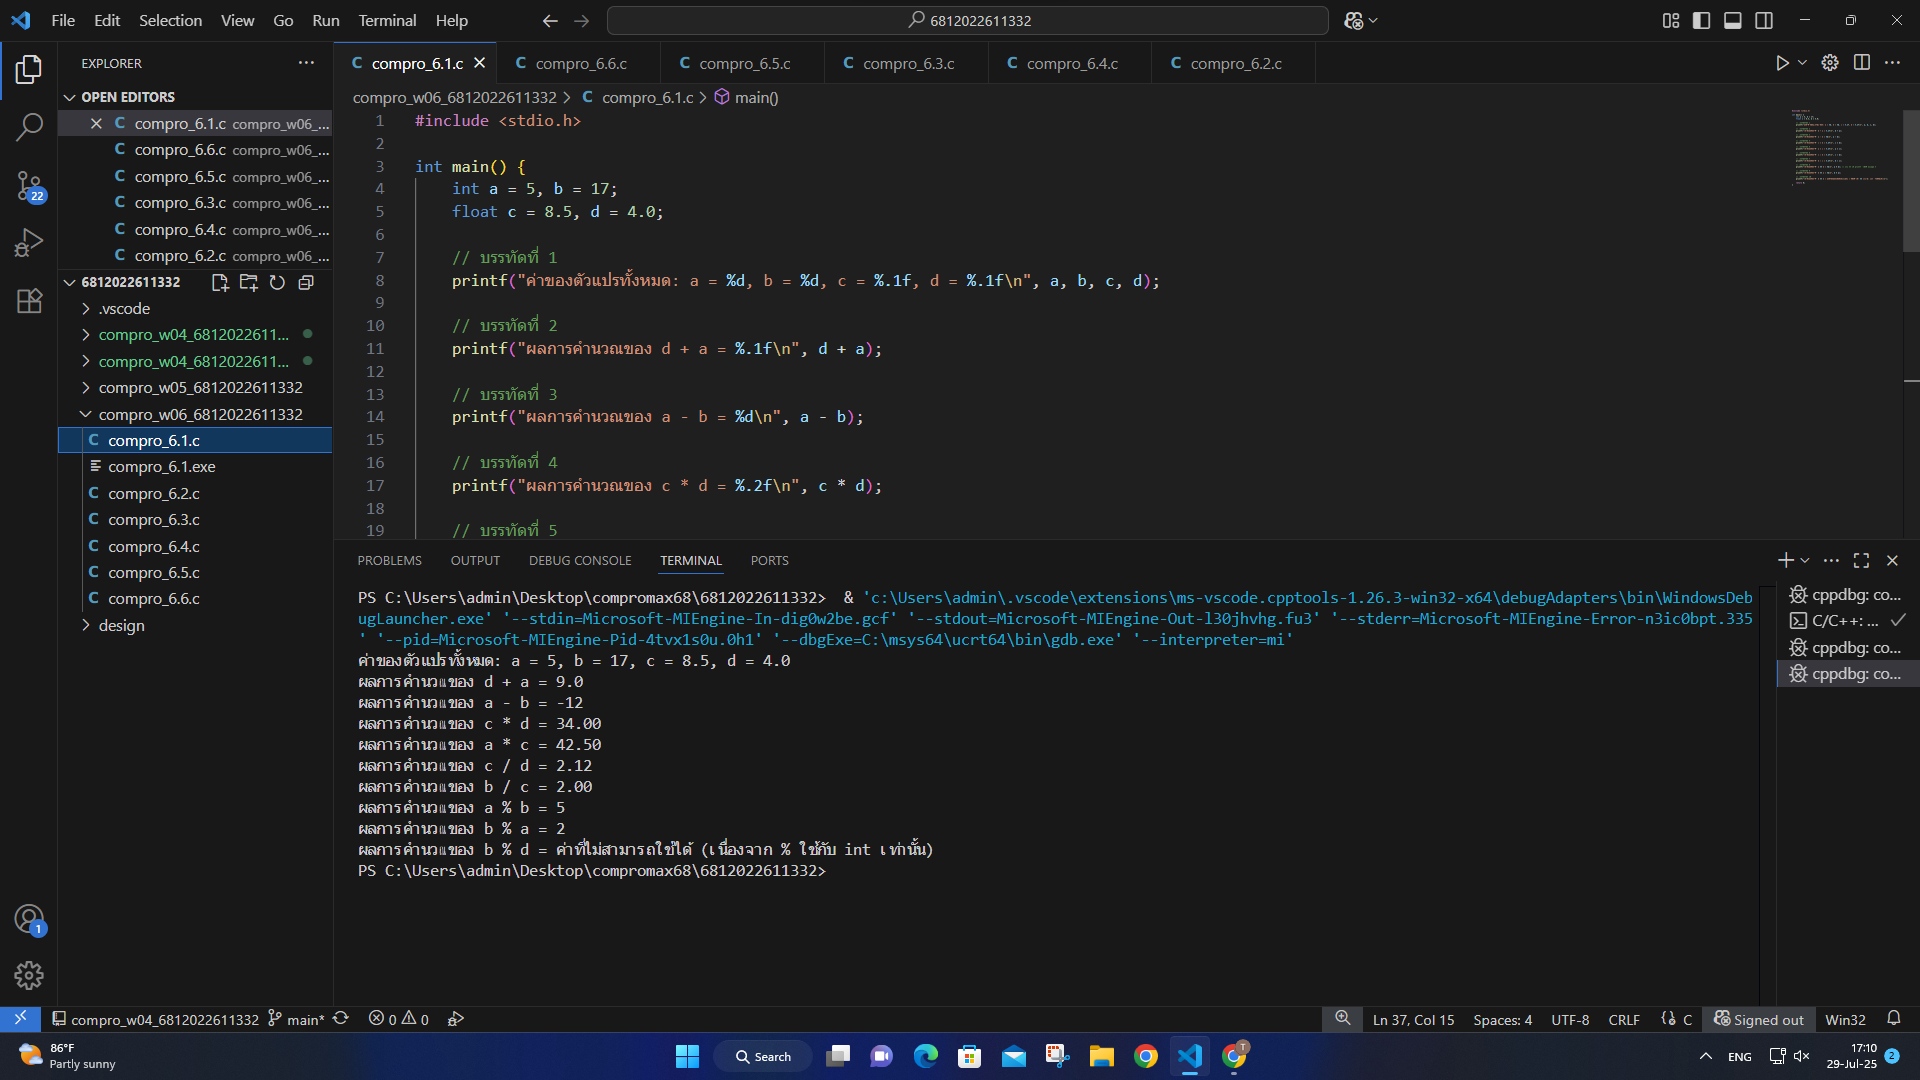 File Edit Selection View Go Run Terminal Help
6812022611332
EXPLORER
OPEN EDITORS
compro_6.1.c compro_w06_...
compro_6.6.c compro_w06_...
compro_6.5.c compro_w06_...
compro_6.3.c compro_w06_...
compro_6.4.c compro_w06_...
compro_6.2.c compro_w06_...
22
6812022611332
.vscode
compro_w04_6812022611...
compro_w04_6812022611...
compro_w05_6812022611332
compro_w06_6812022611332
C compro_6.1.c
compro_6.1.exe
C compro_6.2.c
C compro_6.3.c
C compro_6.4.c
C compro_6.5.c
C compro_6.6.c
design
1
C compro_6.1.c C compro_6.6.c C compro_6.5.c C compro_6.3.c C compro_6.4.c C compro_6.2.c
compro_w06_6812022611332 > C compro_6.1.c > main()
1 #include <stdio.h>
2
3 int main() {
4 int a = 5, b = 17;
5 float c = 8.5, d = 4.0;
6
7 // บรรทัดที่ 1
8 printf("ค่าของตัวแปรทั้งหมด: a = %d, b = %d, c = %.1f, d = %.1f\n", a, b, c, d);
9
10 // บรรทัดที่ 2
11 printf("ผลการคำนวณของ d + a = %.1f\n", d + a);
12
13 // บรรทัดที่ 3
14 printf("ผลการคำนวณของ a - b = %d\n", a - b);
15
16 // บรรทัดที่ 4
17 printf("ผลการคำนวณของ c * d = %.2f\n", c * d);
18
19 // บรรทัดที่ 5
PROBLEMS OUTPUT DEBUG CONSOLE TERMINAL PORTS
PS C:\Users\admin\Desktop\compromax68\6812022611332> & 'c:\Users\admin\.vscode\extensions\ms-vscode.cpptools-1.26.3-win32-x64\debugAdapters\bin\WindowsDeb
ugLauncher.exe' '--stdin=Microsoft-MIEngine-In-dig0w2be.gcf' '--stdout=Microsoft-MIEngine-Out-l30jhvhg.fu3' '--stderr=Microsoft-MIEngine-Error-n3ic0bpt.335
' '--pid=Microsoft-MIEngine-Pid-4tvx1s0u.0h1' '--dbgExe=C:\msys64\ucrt64\bin\gdb.exe' '--interpreter=mi'
ค่าของตัวแปรทั้งหมด: a = 5, b = 17, c = 8.5, d = 4.0
ผลการคำนวณของ d + a = 9.0
ผลการคำนวณของ a - b = -12
ผลการคำนวณของ c * d = 34.00
ผลการคำนวณของ a * c = 42.50
ผลการคำนวณของ c / d = 2.12
ผลการคำนวณของ b / c = 2.00
ผลการคำนวณของ a % b = 5
ผลการคำนวณของ b % a = 2
ผลการคำนวณของ b % d = ค่าที่ไม่สามารถใช้ได้ (เนื่องจาก % ใช้กับ int เท่านั้น)
PS C:\Users\admin\Desktop\compromax68\6812022611332>
cppdbg: co...
C/C++: ...
cppdbg: co...
cppdbg: co...
compro_w04_6812022611332 main* 0 0 Ln 37, Col 15 Spaces: 4 UTF-8 CRLF C Signed out Win32
86°F
Partly sunny
Search
T
ENG
17:10
29-Jul-25
2